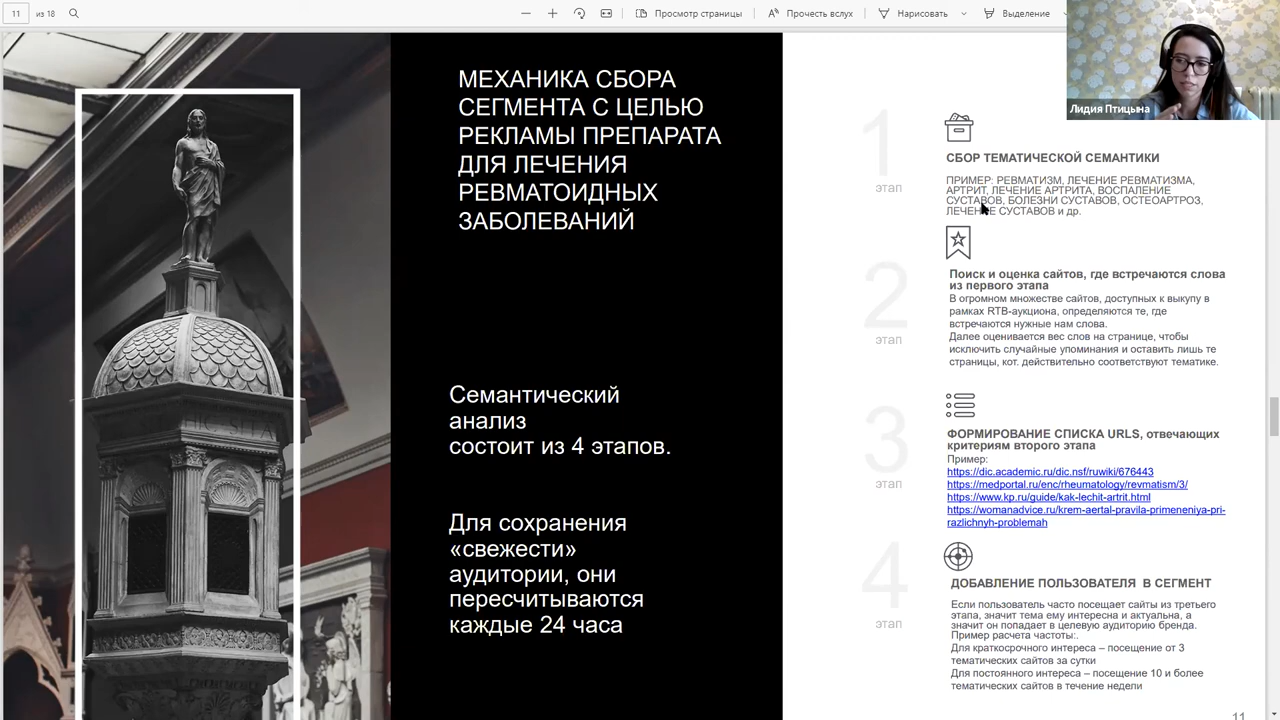 11 из 18
Просмотр страницы
Прочесть вслух
Нарисовать
Выделение
Лидия Птицына
МЕХАНИКА СБОРА
СЕГМЕНТА С ЦЕЛЬЮ
РЕКЛАМЫ ПРЕПАРАТА
ДЛЯ ЛЕЧЕНИЯ
РЕВМАТОИДНЫХ
ЗАБОЛЕВАНИЙ
Семантический
анализ
состоит из 4 этапов.
Для сохранения
«свежести»
аудитории, они
пересчитываются
каждые 24 часа
1
этап
СБОР ТЕМАТИЧЕСКОЙ СЕМАНТИКИ
ПРИМЕР: РЕВМАТИЗМ, ЛЕЧЕНИЕ РЕВМАТИЗМА,
АРТРИТ, ЛЕЧЕНИЕ АРТРИТА, ВОСПАЛЕНИЕ
СУСТАВОВ, БОЛЕЗНИ СУСТАВОВ, ОСТЕОАРТРОЗ,
ЛЕЧЕНИЕ СУСТАВОВ и др.
2
этап
Поиск и оценка сайтов, где встречаются слова
из первого этапа
В огромном множестве сайтов, доступных к выкупу в
рамках RTB-аукциона, определяются те, где
встречаются нужные нам слова.
Далее оценивается вес слов на странице, чтобы
исключить случайные упоминания и оставить лишь те
страницы, кот. действительно соответствуют тематике.
3
этап
ФОРМИРОВАНИЕ СПИСКА URLS, отвечающих
критериям второго этапа
Пример:
https://dic.academic.ru/dic.nsf/ruwiki/676443
https://medportal.ru/enc/rheumatology/revmatism/3/
https://www.kp.ru/guide/kak-lechit-artrit.html
https://womanadvice.ru/krem-aertal-pravila-primeneniya-pri-
razlichnyh-problemah
4
этап
ДОБАВЛЕНИЕ ПОЛЬЗОВАТЕЛЯ В СЕГМЕНТ
Если пользователь часто посещает сайты из третьего
этапа, значит тема ему интересна и актуальна, а
значит он попадает в целевую аудиторию бренда.
Пример расчета частоты:.
Для краткосрочного интереса – посещение от 3
тематических сайтов за сутки
Для постоянного интереса – посещение 10 и более
тематических сайтов в течение недели
11